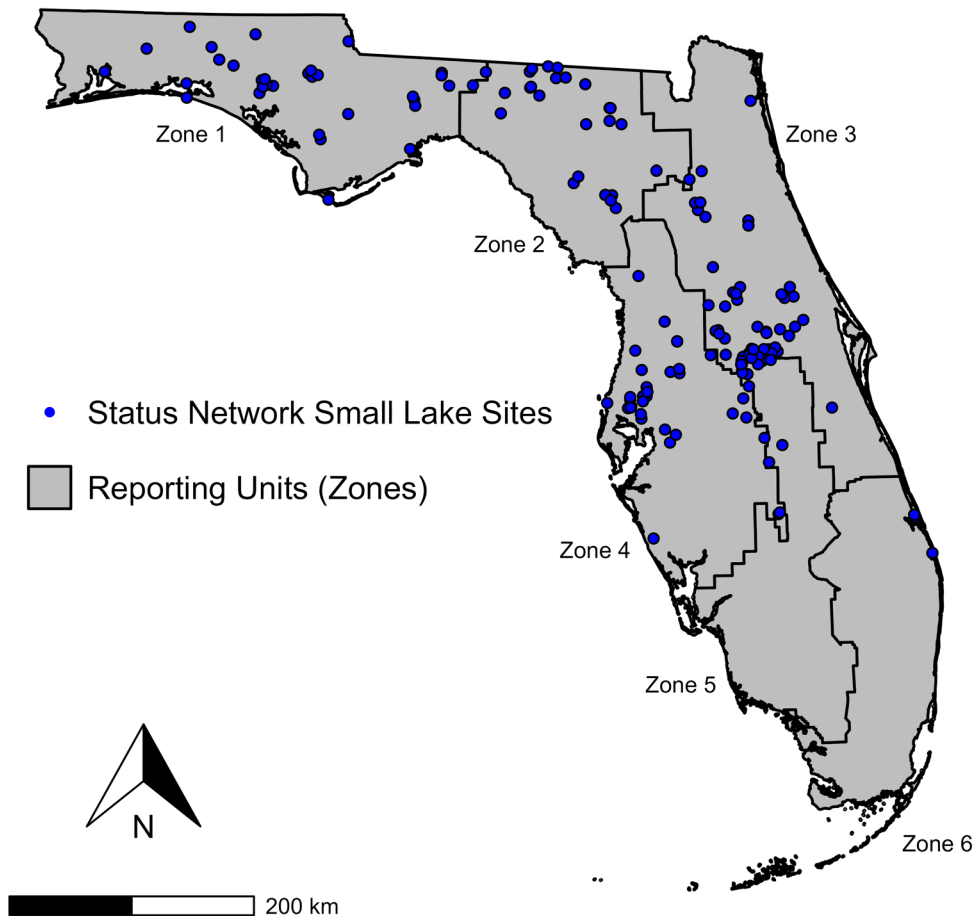 Zone 1
Zone 3
Zone 2
Status Network Small Lake Sites
Reporting Units (Zones)
Zone 4
Zone 5
N
Zone 6
200 km